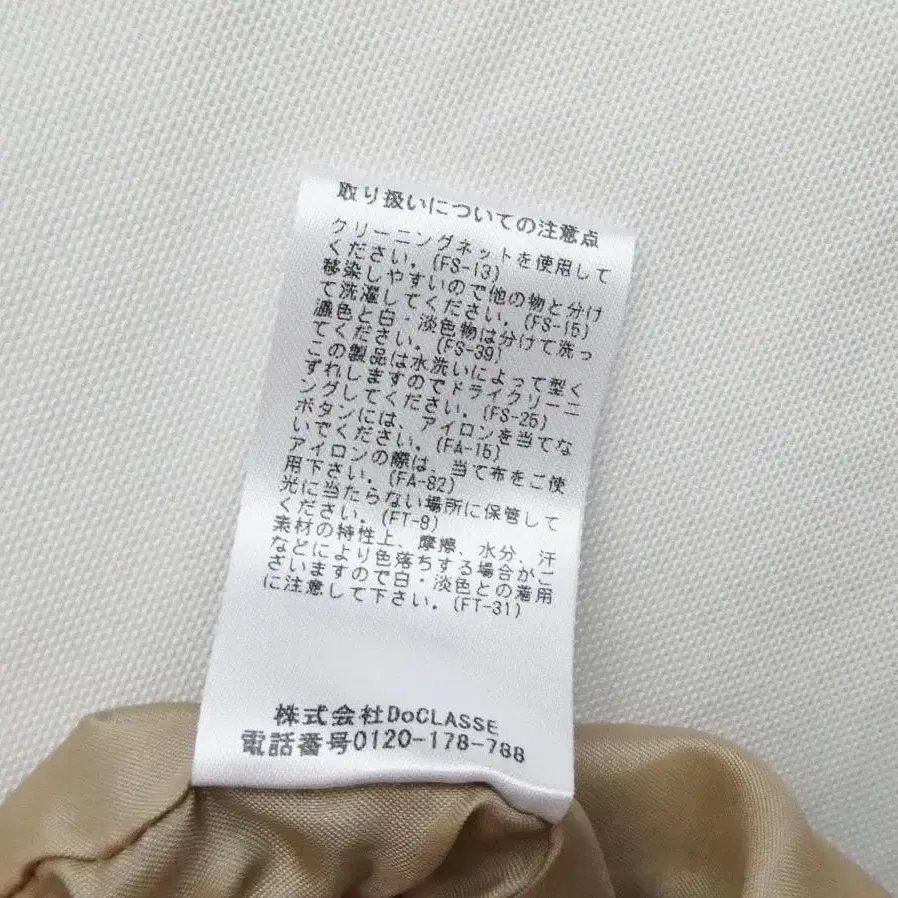 取り扱いについての注意点
クリーニングネットを使用して
ください。(FS-13)
移染しやすいので他の物と分け
て洗濯してください。(FS-15)
濃色と白・淡色物は分けて洗っ
てください。(FS-39)
この製品は水洗いによって型く
ずれしますのでドライクリーニ
ングしてください。(FS-25)
ボタンには、アイロンを当てな
いでください。(FA-15)
アイロンの際は、当て布をご使
用下さい。(FA-82)
光に当たらない場所に保管して
ください。(FT-8)
素材の特性上、摩擦、水分、汗
などにより色落ちする場合がご
ざいますので白・淡色との着用
に注意して下さい。(FT-31)
株式会社DoCLASSE
電話番号0120-178-788